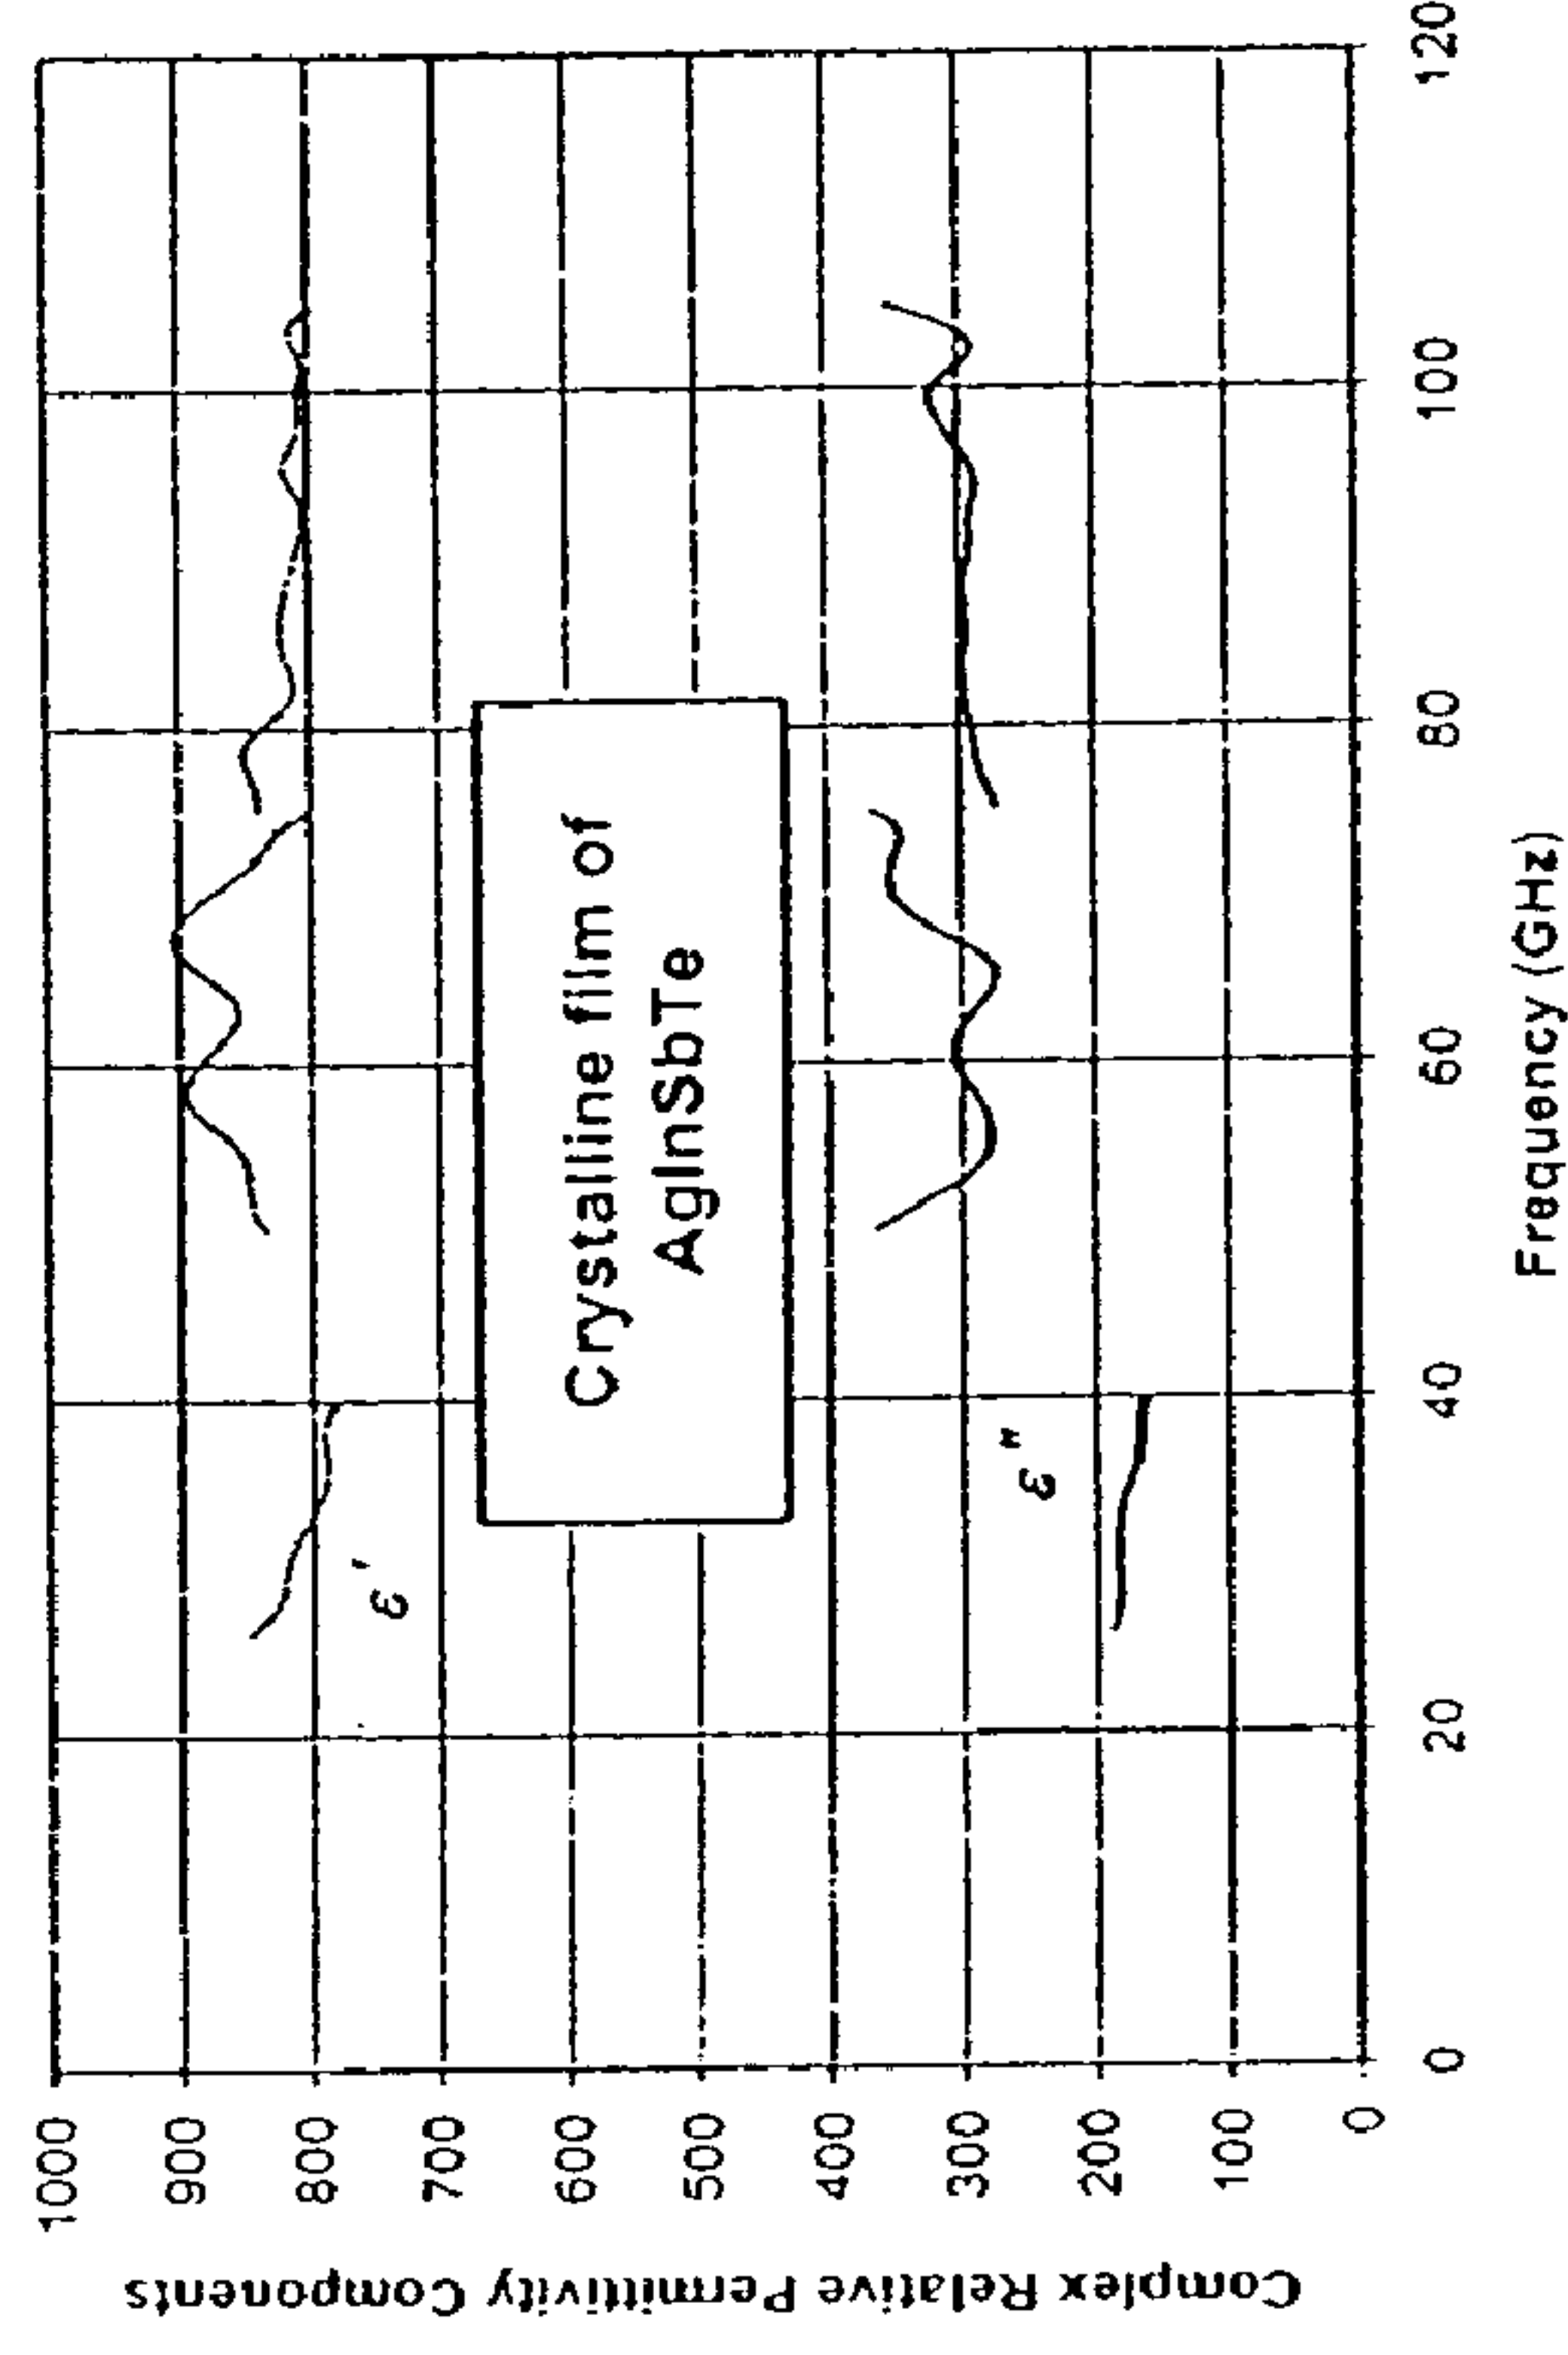 Complex Relative Permittivity Components
1000
900
800
700
600
500
400
300
200
100
0
ε'
Crystalline film of
AgInSbTe
ε"
0 20 40 60 80 100 120
Frequency (GHz)